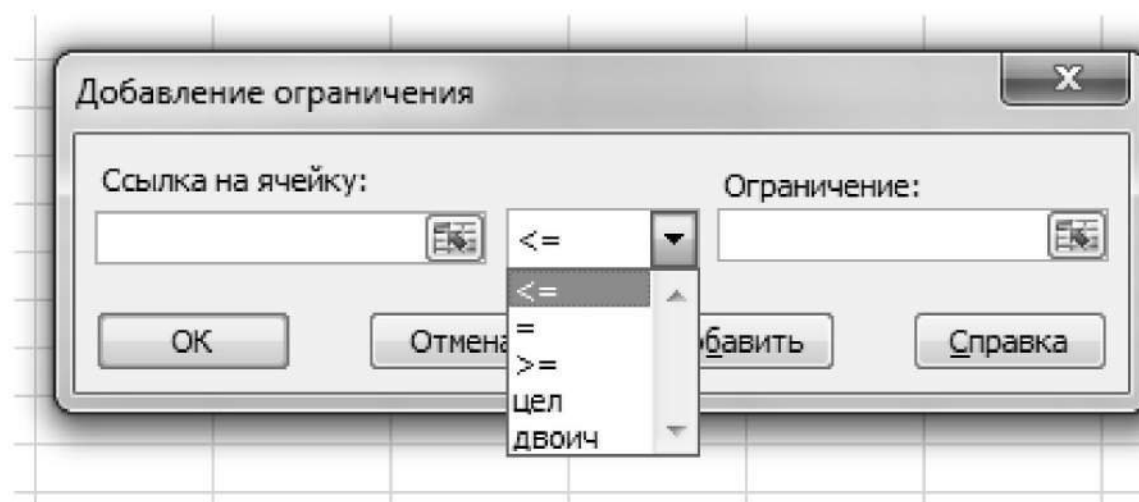 Добавление ограничения
Ссылка на ячейку:
Ограничение:
<=
<=
=
>=
цел
двоич
OK
Отмена
бавить
Справка